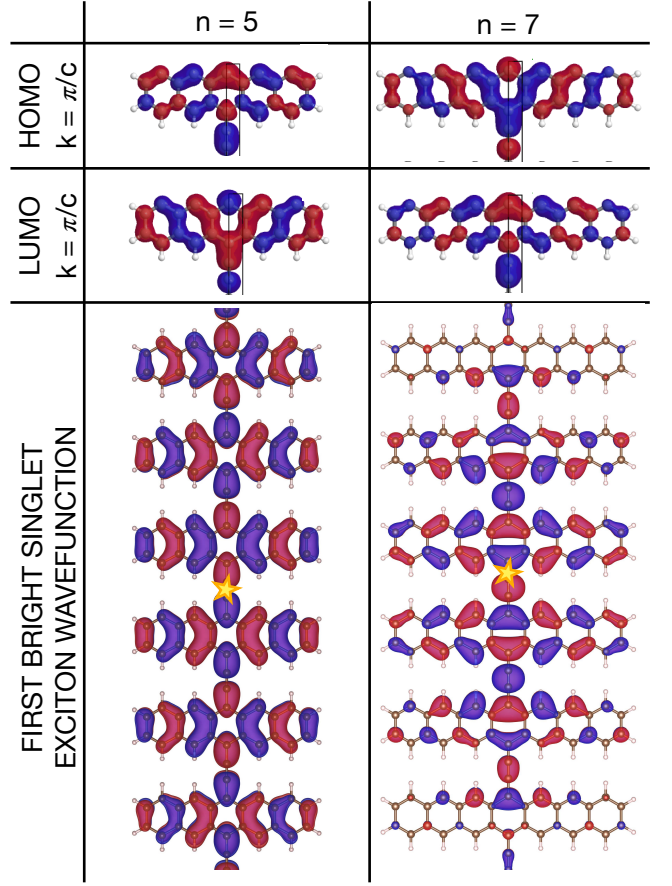 n = 5
n = 7
HOMO
k = π/c
LUMO
k = π/c
FIRST BRIGHT SINGLET
EXCITON WAVEFUNCTION